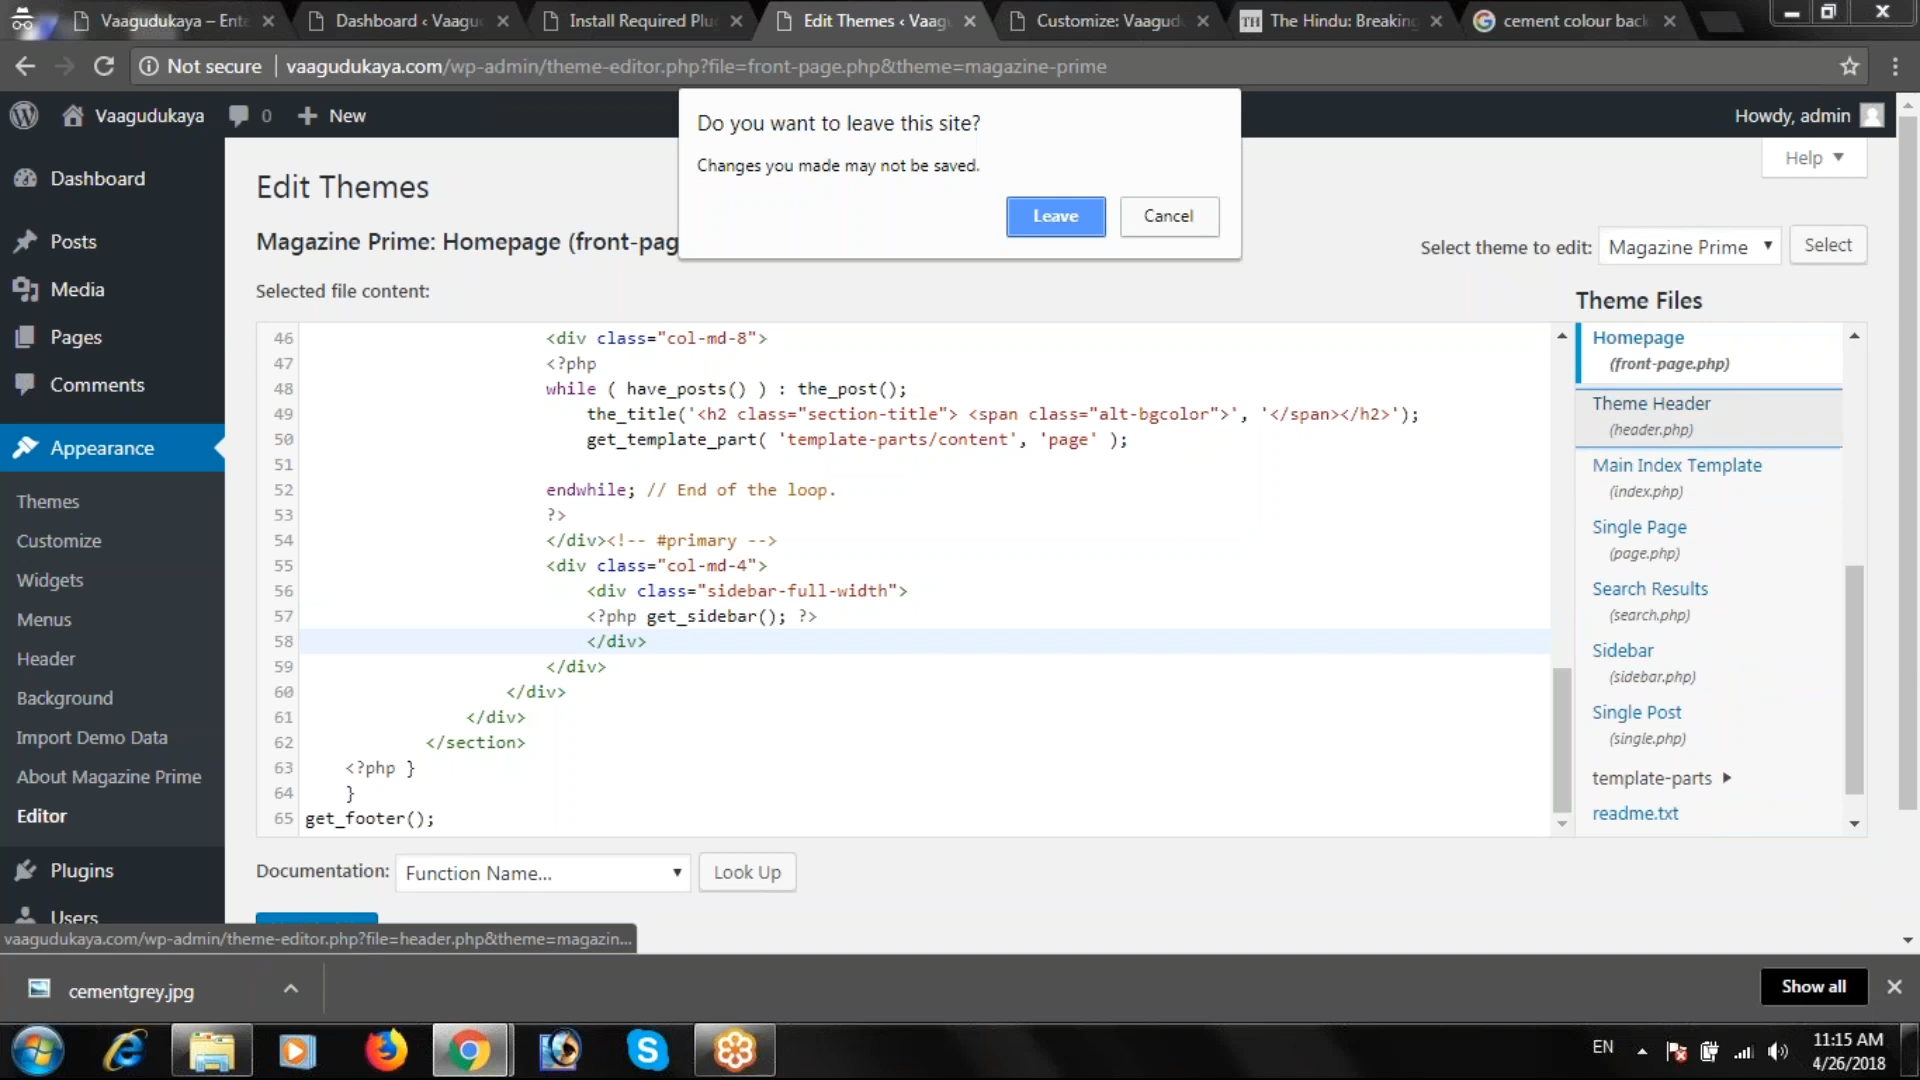 Vaagudukaya – Ente
Dashboard ‹ Vaagud
Install Required Plu
Edit Themes ‹ Vaag
Customize: Vaagud
TH The Hindu: Breaking
cement colour bac
Not secure | vaagudukaya.com/wp-admin/theme-editor.php?file=front-page.php&theme=magazine-prime
Vaagudukaya 0 + New
Howdy, admin
Do you want to leave this site?
Changes you made may not be saved.
Leave Cancel
Help
Dashboard
Posts
Media
Pages
Comments
Appearance
Themes
Customize
Widgets
Menus
Header
Background
Import Demo Data
About Magazine Prime
Editor
Plugins
Users
Edit Themes
Magazine Prime: Homepage (front-pag
Select theme to edit: Magazine Prime Select
Selected file content:
46 <div class="col-md-8">
47 <?php
48 while ( have_posts() ) : the_post();
49 the_title('<h2 class="section-title"> <span class="alt-bgcolor">', '</span></h2>');
50 get_template_part( 'template-parts/content', 'page' );
51
52 endwhile; // End of the loop.
53 ?>
54 </div><!-- #primary -->
55 <div class="col-md-4">
56 <div class="sidebar-full-width">
57 <?php get_sidebar(); ?>
58 </div>
59 </div>
60 </div>
61 </div>
62 </section>
63 <?php }
64 }
65 get_footer();
Theme Files
Homepage
(front-page.php)
Theme Header
(header.php)
Main Index Template
(index.php)
Single Page
(page.php)
Search Results
(search.php)
Sidebar
(sidebar.php)
Single Post
(single.php)
template-parts
readme.txt
Documentation: Function Name... Look Up
vaagudukaya.com/wp-admin/theme-editor.php?file=header.php&theme=magazin...
cementgrey.jpg
Show all
EN
11:15 AM
4/26/2018